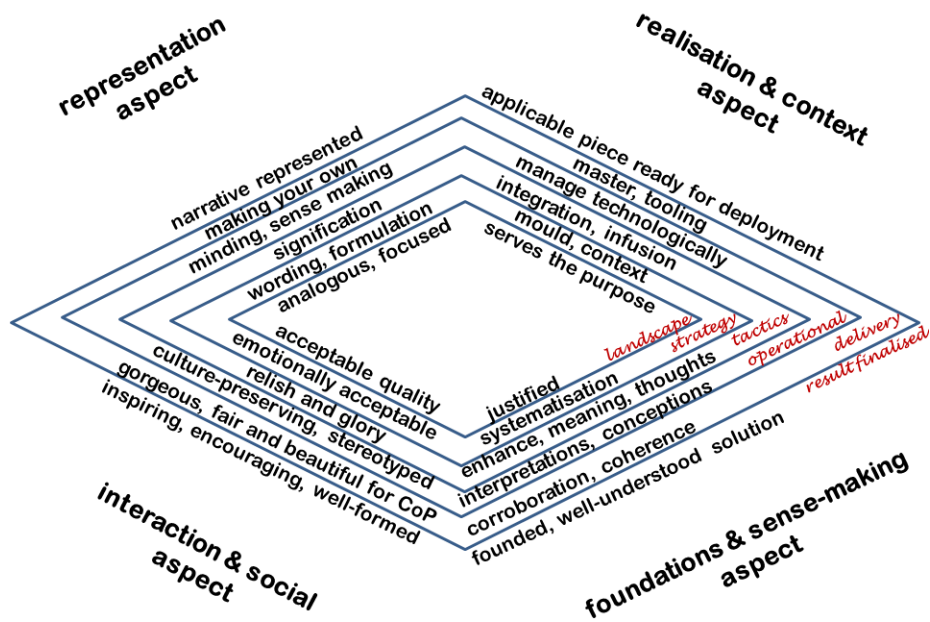 representation
aspect
realisation & context
aspect
narrative represented
making your own
minding, sense making
signification
wording, formulation
analogous, focused
applicable piece ready for deployment
master, tooling
manage technologically
integration, infusion
mould, context
serves the purpose
landscape
strategy
tactics
operational
delivery
result finalised
acceptable quality
emotionally acceptable
relish and glory
culture-preserving, stereotyped
gorgeous, fair and beautiful for CoP
inspiring, encouraging, well-formed
justified
systematisation
enhance, meaning, thoughts
interpretations, conceptions
corroboration, coherence
founded, well-understood solution
interaction & social
aspect
foundations & sense-making
aspect